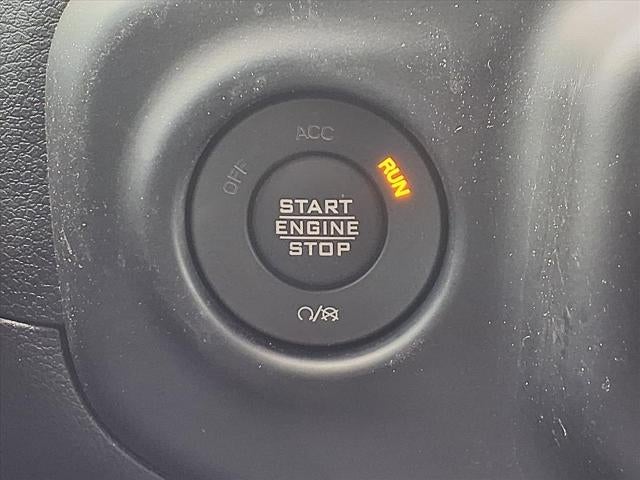 ACC
OFF
RUN
START
ENGINE
STOP